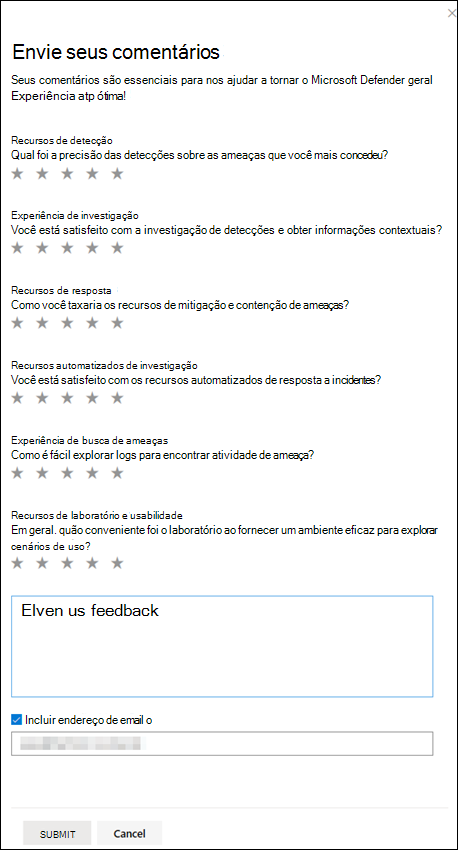 Envie seus comentários
Seus comentários são essenciais para nos ajudar a tornar o Microsoft Defender geral
Experiência atp ótima!
Recursos de detecção
Qual foi a precisão das detecções sobre as ameaças que você mais concedeu?
Experiência de investigação
Você está satisfeito com a investigação de detecções e obter informações contextuais?
Recursos de resposta
Como você taxaria os recursos de mitigação e contenção de ameaças?
Recursos automatizados de investigação
Você está satisfeito com os recursos automatizados de resposta a incidentes?
Experiência de busca de ameaças
Como é fácil explorar logs para encontrar atividade de ameaça?
Recursos de laboratório e usabilidade
Em geral. quão conveniente foi o laboratório ao fornecer um ambiente eficaz para explorar
cenários de uso?
Elven us feedback
Incluir endereço de email o
SUBMIT
Cancel